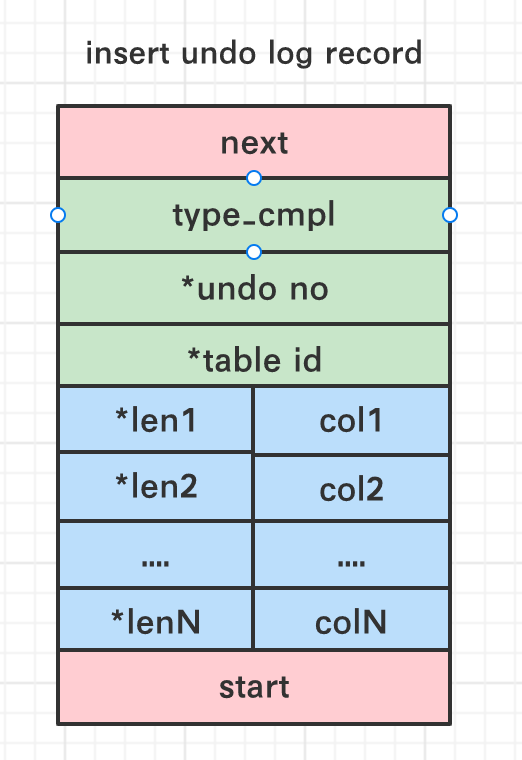 insert undo log record
next
type_cmpl
*undo no
*table id
*len1 col1
*len2 col2
.... ....
*lenN colN
start